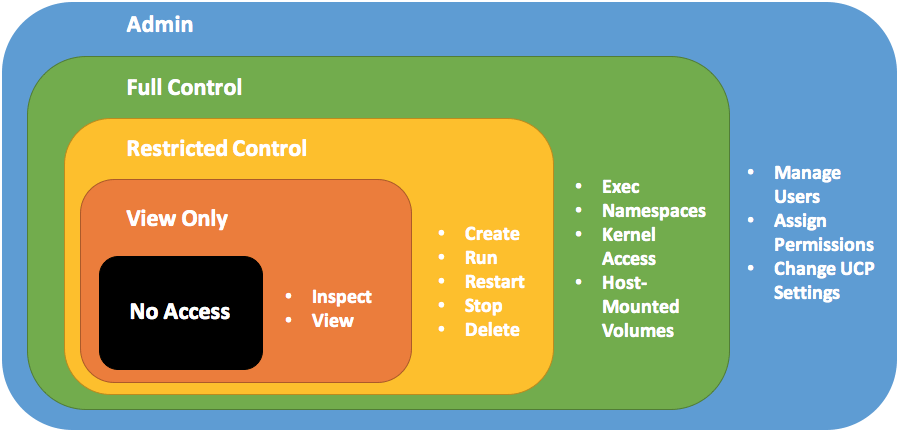 Admin
Full Control
Restricted Control
View Only
No Access
• Inspect
• View
• Create
• Run
• Restart
• Stop
• Delete
• Exec
• Namespaces
• Kernel
Access
• Host-
Mounted
Volumes
• Manage
Users
• Assign
Permissions
• Change UCP
Settings